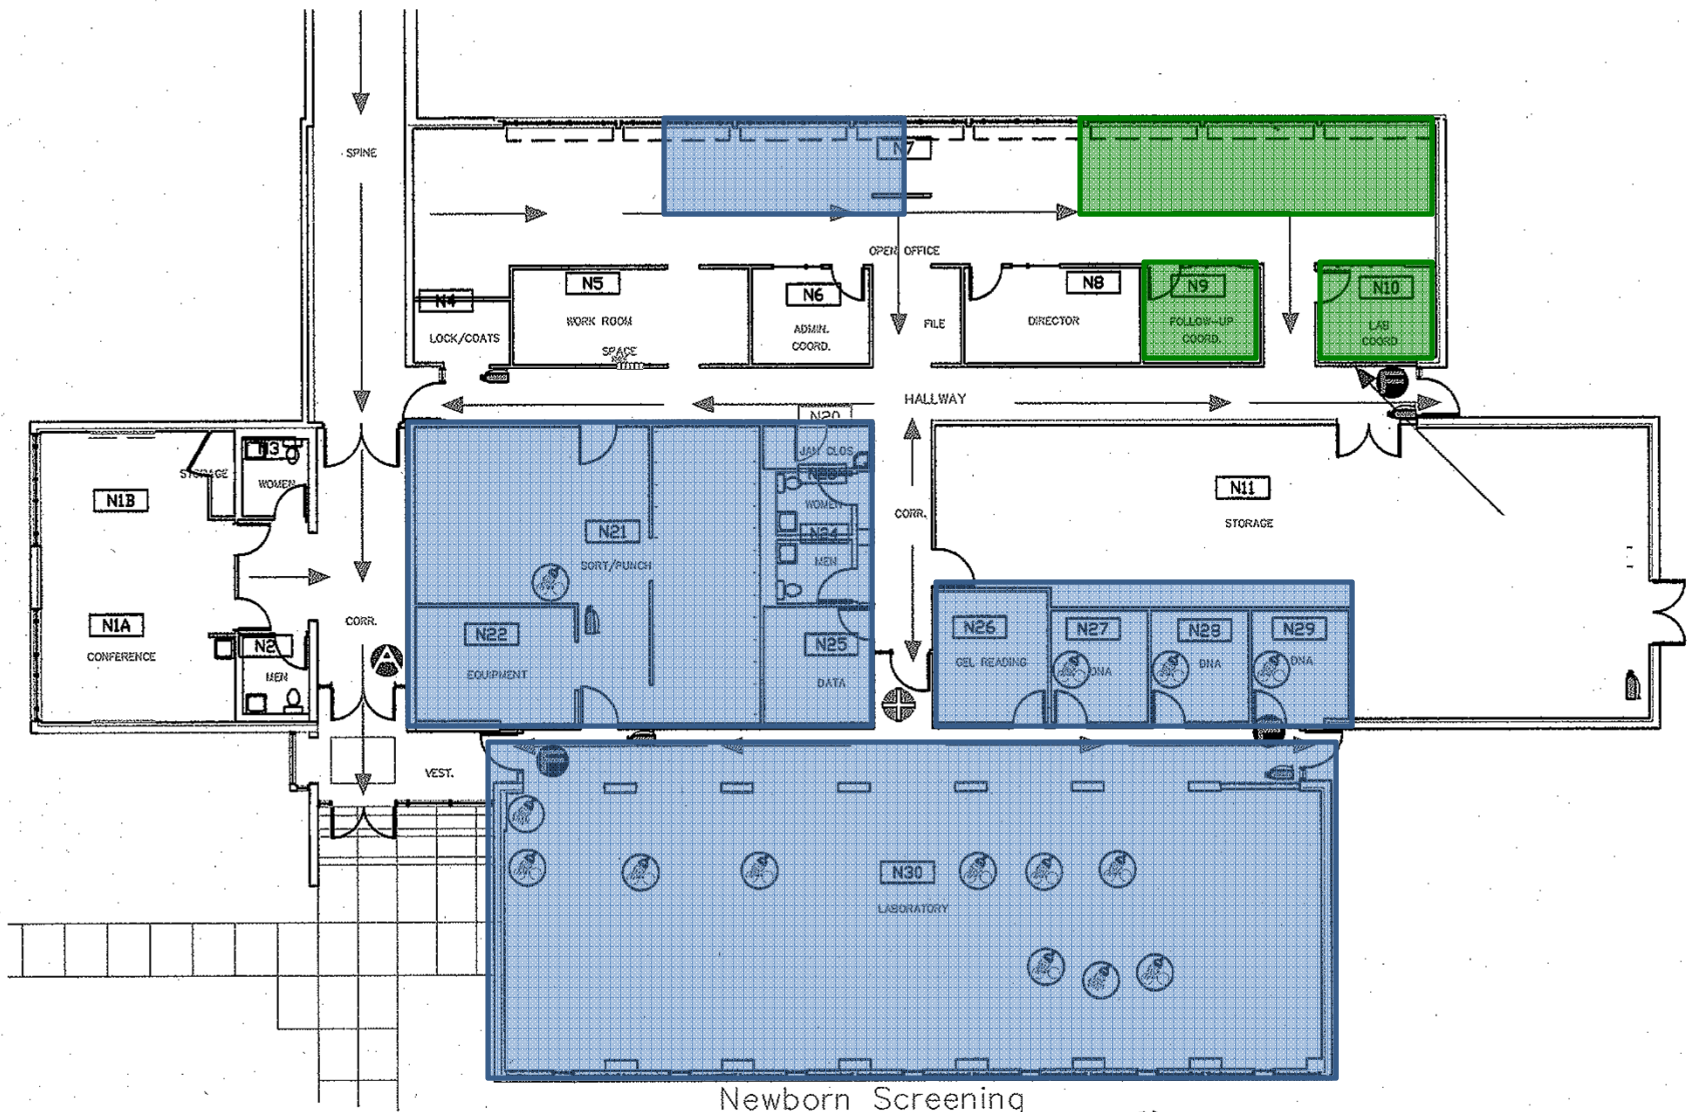 SPINE
N7
OPEN OFFICE
N4
LOCK/COATS
N5
WORK ROOM
SPACE
N6
ADMIN.
COORD.
FILE
N8
DIRECTOR
N9
FOLLOW-UP
COORD.
N10
LAB
COORD
HALLWAY
N20
JAN CLOS
N1B
STORAGE
N3
WOMEN
N21
SORT/PUNCH
WOMEN
N24
MEN
CORR.
N11
STORAGE
N1A
CONFERENCE
N2
MEN
CORR.
A
N22
EQUIPMENT
N25
DATA
N26
GEL READING
N27
DNA
N28
DNA
N29
DNA
VEST.
N30
LABORATORY
Newborn Screening